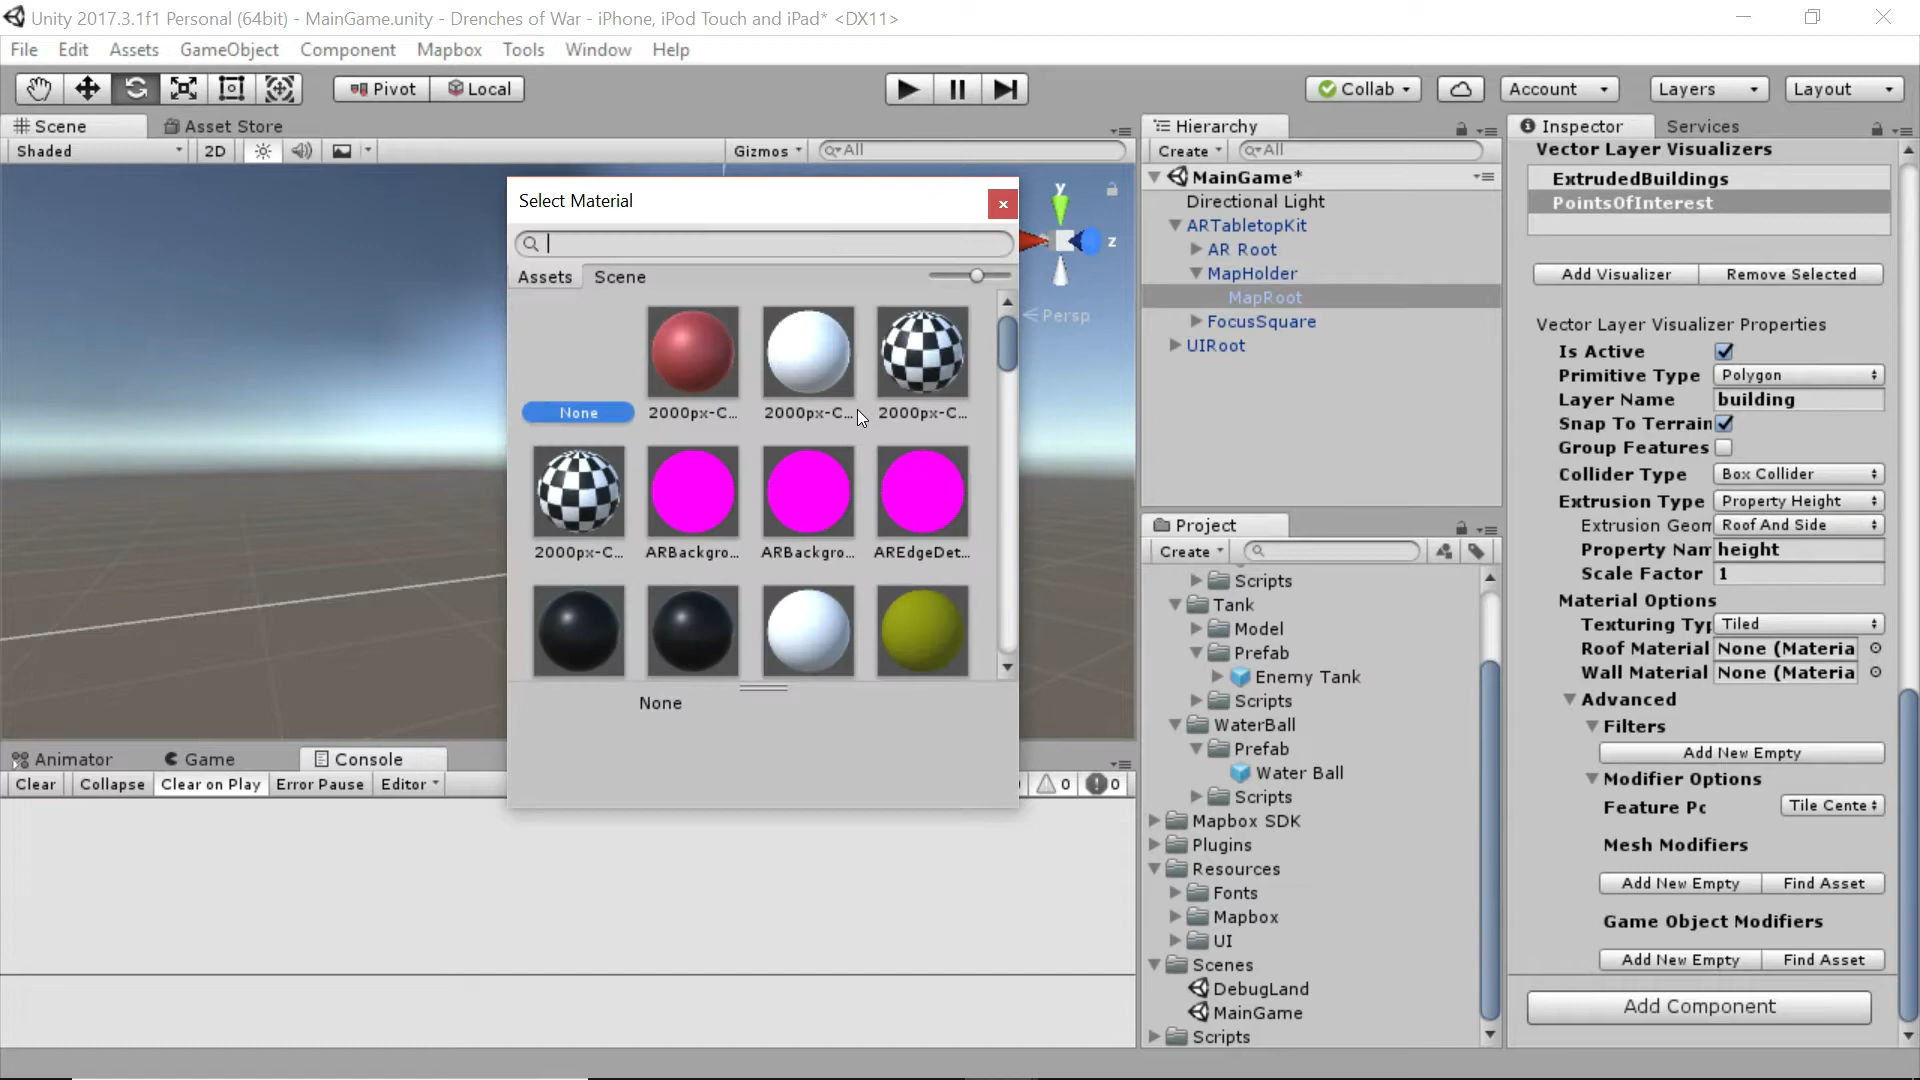 Unity 2017.3.1f1 Personal (64bit) - MainGame.unity - Drenches of War - iPhone, iPod Touch and iPad* <DX11>
File Edit Assets GameObject Component Mapbox Tools Window Help
Pivot Local Collab Account Layers Layout
Scene Asset Store
Shaded 2D Gizmos All
Select Material
Assets Scene
None 2000px-C... 2000px-C... 2000px-C...
2000px-C... ARBackgro... ARBackgro... AREdgeDet...
None
y
z
Persp
Animator Game Console
Clear Collapse Clear on Play Error Pause Editor 0 0
Hierarchy
Create All
MainGame*
Directional Light
ARTabletopKit
AR Root
MapHolder
MapRoot
FocusSquare
UIRoot
Project
Create
Scripts
Tank
Model
Prefab
Enemy Tank
Scripts
WaterBall
Prefab
Water Ball
Scripts
Mapbox SDK
Plugins
Resources
Fonts
Mapbox
UI
Scenes
DebugLand
MainGame
Scripts
Inspector Services
Vector Layer Visualizers
ExtrudedBuildings
PointsOfInterest
Add Visualizer Remove Selected
Vector Layer Visualizer Properties
Is Active
Primitive Type Polygon
Layer Name building
Snap To Terrain
Group Features
Collider Type Box Collider
Extrusion Type Property Height
Extrusion Geon Roof And Side
Property Nan height
Scale Factor 1
Material Options
Texturing Typ Tiled
Roof Material None (Materia
Wall Material None (Materia
Advanced
Filters
Add New Empty
Modifier Options
Feature Pc Tile Cente
Mesh Modifiers
Add New Empty Find Asset
Game Object Modifiers
Add New Empty Find Asset
Add Component